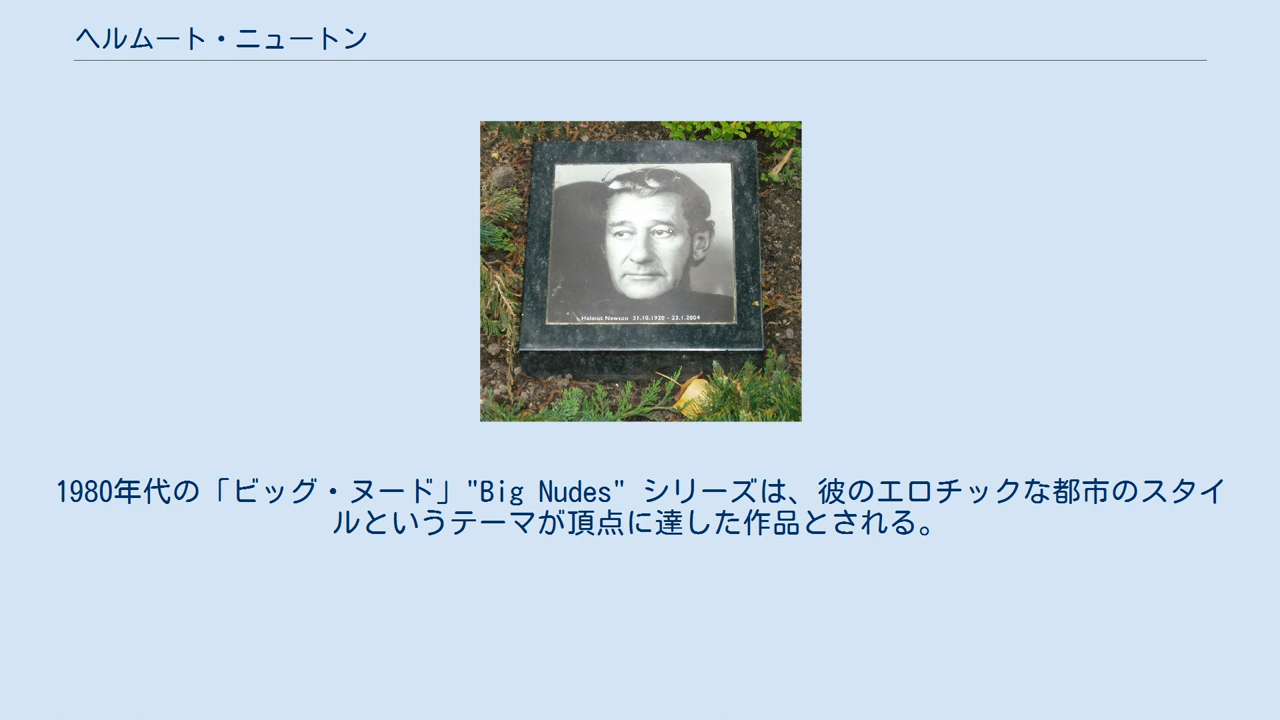 ヘルムート・ニュートン
Helmut Newton 31.10.1920 - 23.1.2004
1980年代の「ビッグ・ヌード」"Big Nudes" シリーズは、彼のエロチックな都市のスタイ
ルというテーマが頂点に達した作品とされる。